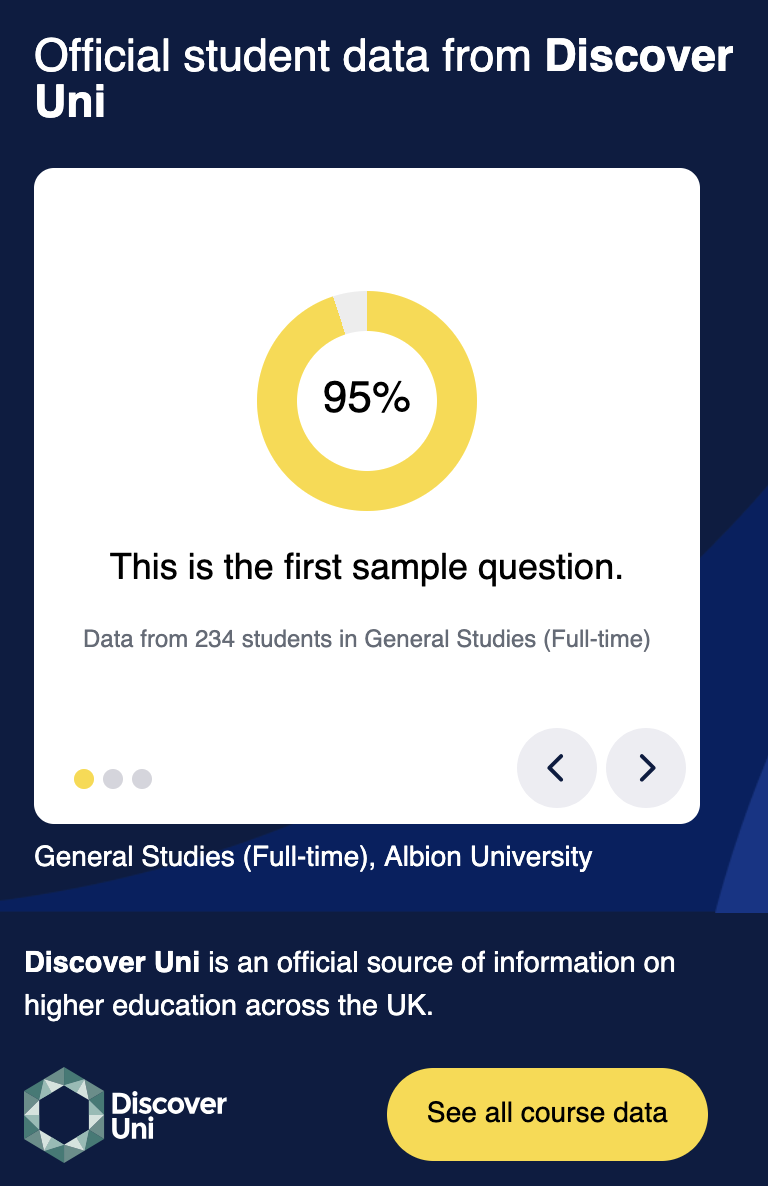 Official student data from Discover
Uni
95%
This is the first sample question.
Data from 234 students in General Studies (Full-time)
General Studies (Full-time), Albion University
Discover Uni is an official source of information on
higher education across the UK.
Discover
Uni
See all course data